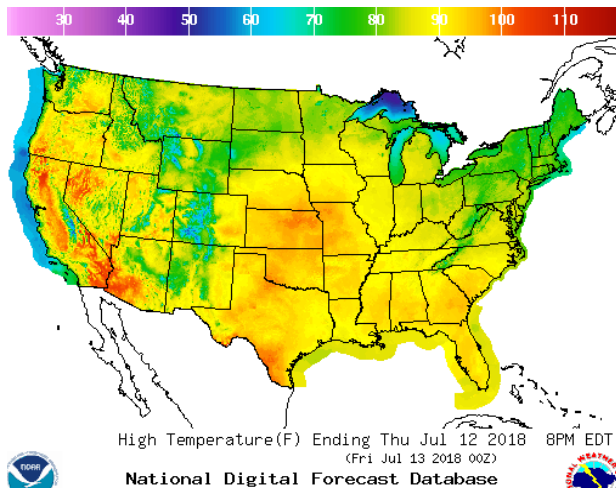 30 40 50 60 70 80 90 100 110
High Temperature(F) Ending Thu Jul 12 2018 8PM EDT
(Fri Jul 13 2018 00Z)
National Digital Forecast Database
noaa